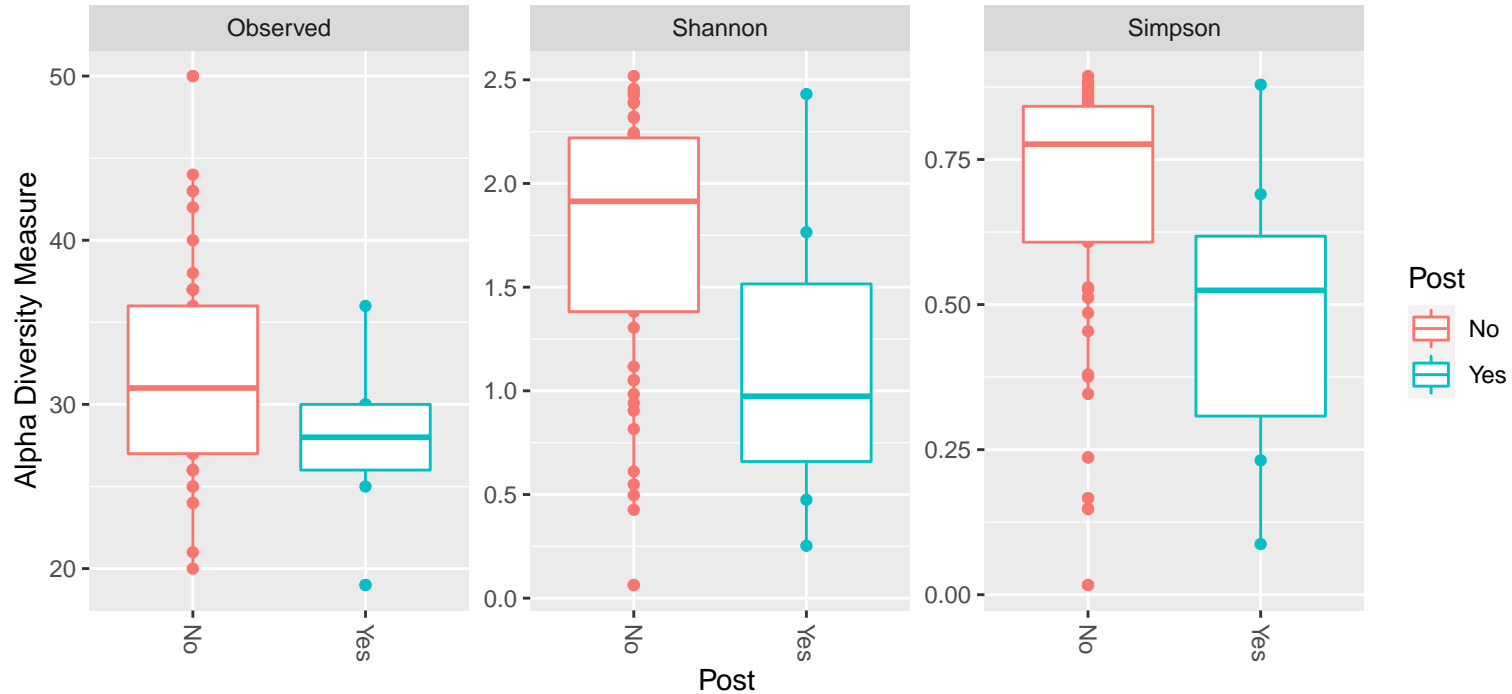 Observed
Shannon
Simpson
Alpha Diversity Measure
50
40
30
20
No
Yes
2.5
2.0
1.5
1.0
0.5
0.0
No
Yes
0.75
0.50
0.25
0.00
No
Yes
Post
Post
No
Yes